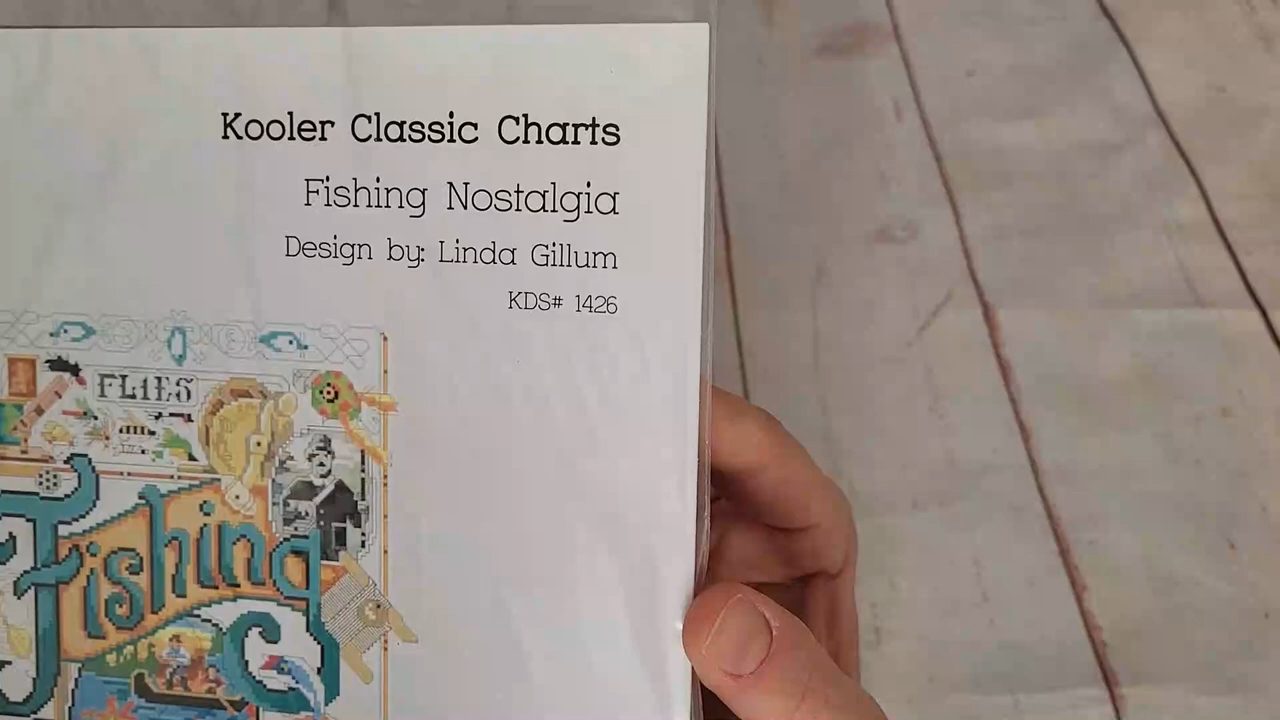 Kooler Classic Charts
Fishing Nostalgia
Design by: Linda Gillum
KDS# 1426
FLIES
Fishing